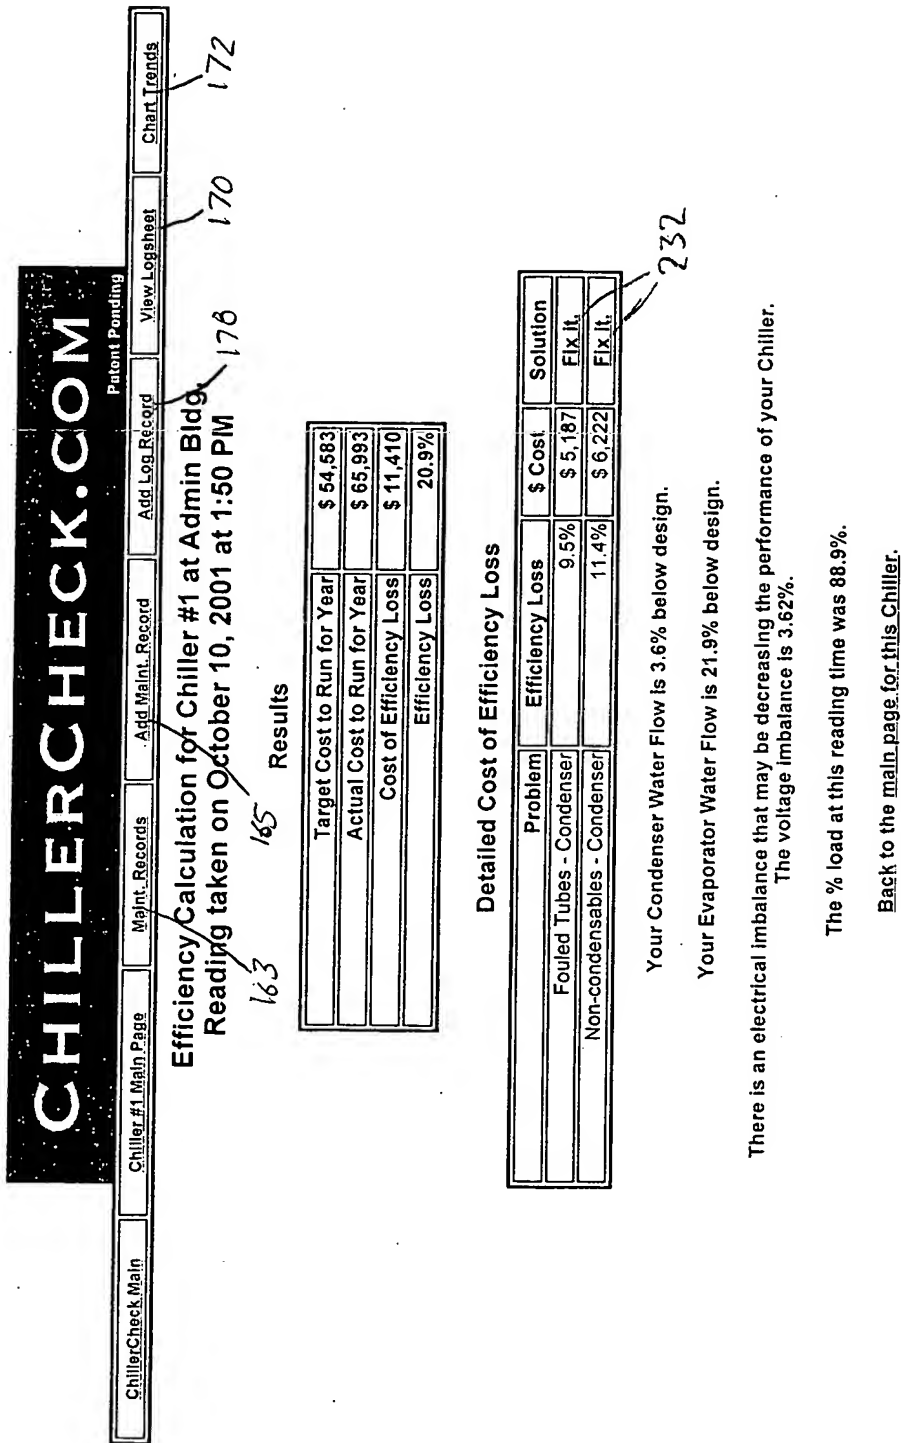 CHILLERCHECK.COM
Patent Pending
ChillerCheck Main | Chiller #1 Main Page | Maint. Records | Add Maint. Record | Add Log Record | View Logsheet | Chart Trends
163 165 178 170 172
Efficiency Calculation for Chiller #1 at Admin Bldg.
Reading taken on October 10, 2001 at 1:50 PM
Results
Target Cost to Run for Year | $ 54,583
Actual Cost to Run for Year | $ 65,993
Cost of Efficiency Loss | $ 11,410
Efficiency Loss | 20.9%
Detailed Cost of Efficiency Loss
Problem | Efficiency Loss | $ Cost | Solution
Fouled Tubes - Condenser | 9.5% | $ 5,187 | Fix It.
Non-condensables - Condenser | 11.4% | $ 6,222 | Fix It.
232
Your Condenser Water Flow is 3.6% below design.
Your Evaporator Water Flow is 21.9% below design.
There is an electrical imbalance that may be decreasing the performance of your Chiller.
The voltage imbalance is 3.62%.
The % load at this reading time was 88.9%.
Back to the main page for this Chiller.